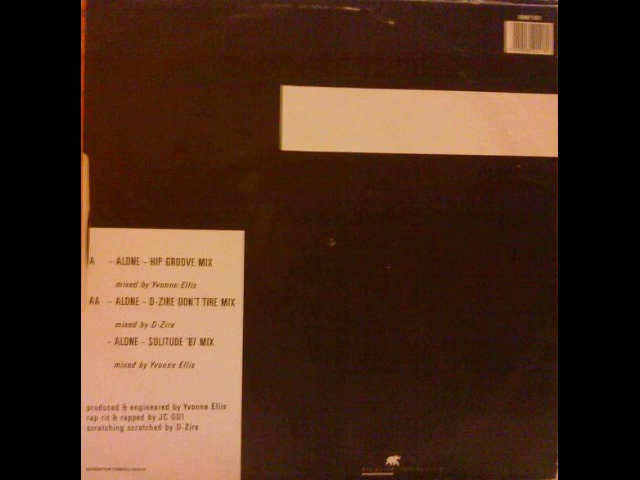 A - ALONE - HIP GROOVE MIX
mixed by Yvonne Ellis
AA - ALONE - D-ZIRE DON'T TIRE MIX
mixed by D-Zire
- ALONE - SOLITUDE '87 MIX
mixed by Yvonne Ellis
produced & engineered by Yvonne Ellis
rap rit & rapped by JC 001
scratching scratched by D-Zire